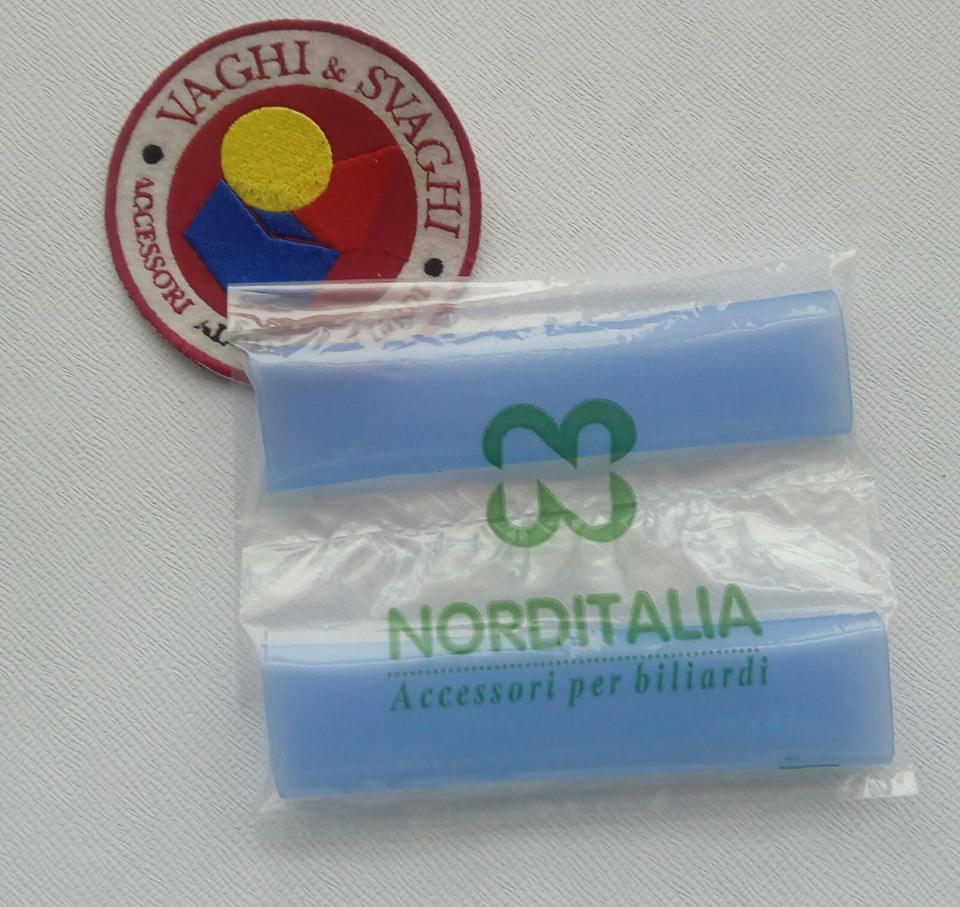 VAGHI & SVAGHI
ACCESSORI
NORDITALIA
Accessori per biliardi